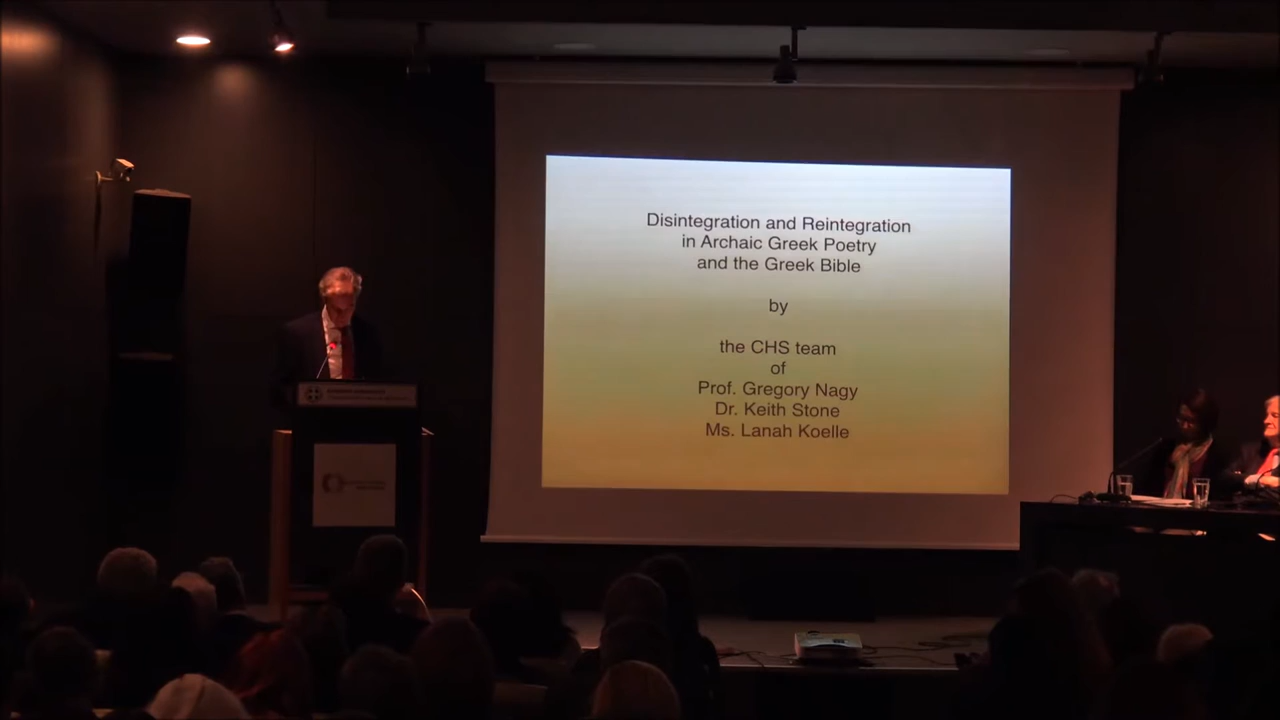 Disintegration and Reintegration
in Archaic Greek Poetry
and the Greek Bible
by
the CHS team
of
Prof. Gregory Nagy
Dr. Keith Stone
Ms. Lanah Koelle